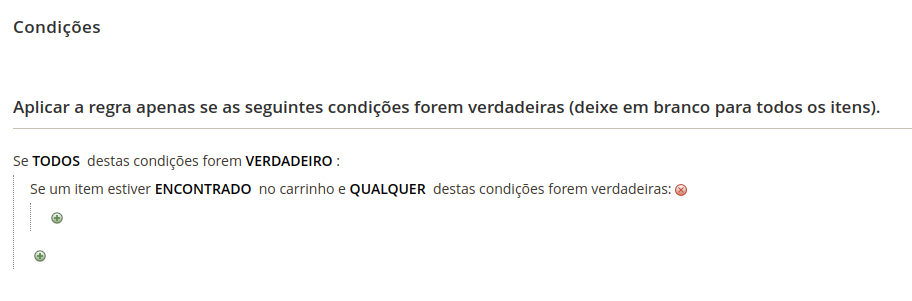 Condições
Aplicar a regra apenas se as seguintes condições forem verdadeiras (deixe em branco para todos os itens).
Se TODOS destas condições forem VERDADEIRO :
Se um item estiver ENCONTRADO no carrinho e QUALQUER destas condições forem verdadeiras: